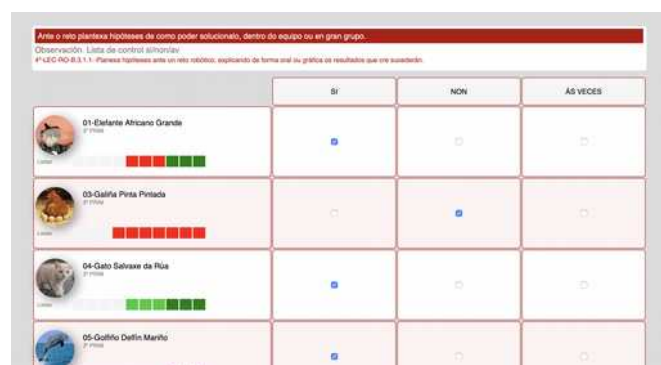 Ante o reto plantexa hipóteses de como poder solucionalo, dentro do equipo ou en gran grupo.
Observación. Lista de control si/non/av
4º-LEC-RO-B.3.1.1.-Planexa hipóteses ante un reto robótico, explicando de forma oral ou gráfica os resultados que cre sucederán.
SI NON ÁS VECES
01-Elefante Africano Grande
03-Galiña Pinta Pintada
04-Gato Salvaxe da Rúa
05-Golfiño Delfín Mariño